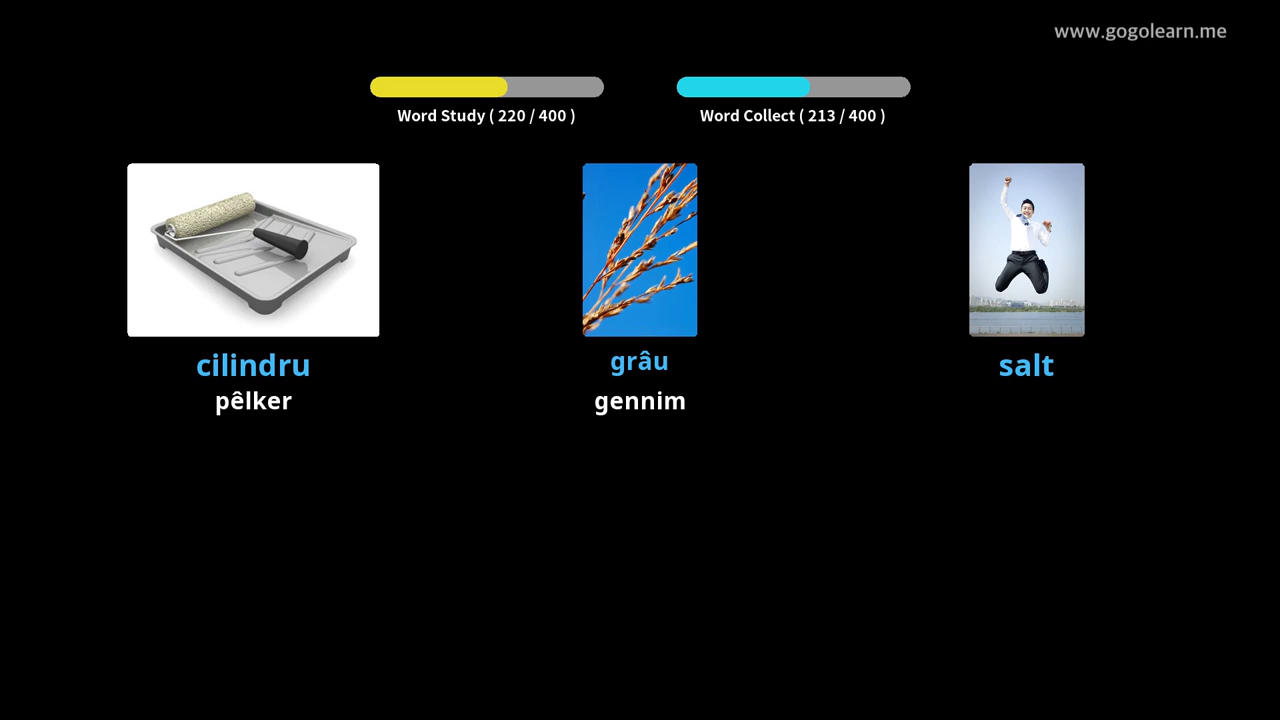 www.gogolearn.me
Word Study ( 220 / 400 )
Word Collect ( 213 / 400 )
cilindru
grâu
salt
pêlker
gennim